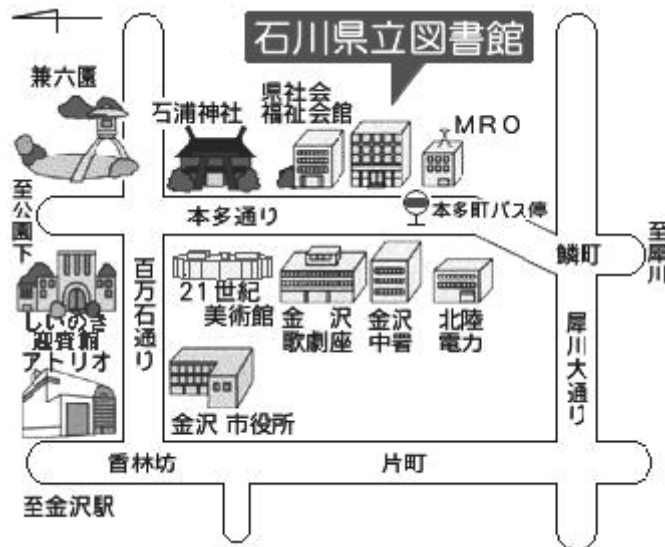 石川県立図書館
兼六園
石浦神社
県社会
福祉会館
MRO
至公園下
本多通り
本多町バス停
至犀川
鱗町
百万石通り
21世紀
美術館
金沢
歌劇座
金沢
中署
北陸
電力
犀川大通り
しいのき
迎賓館
アトリオ
金沢市役所
香林坊
片町
至金沢駅